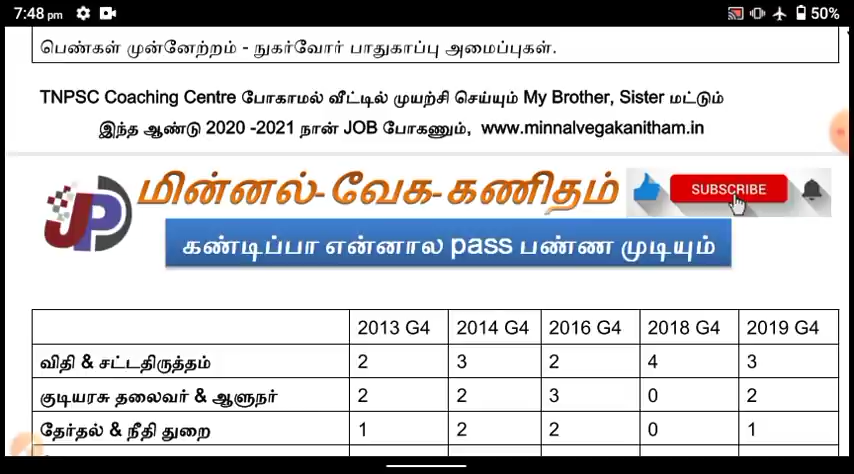 7:48 pm
50%
பெண்கள் முன்னேற்றம் - நுகர்வோர் பாதுகாப்பு அமைப்புகள்.
TNPSC Coaching Centre போகாமல் வீட்டில் முயற்சி செய்யும் My Brother, Sister மட்டும்
இந்த ஆண்டு 2020 -2021 நான் JOB போகணும், www.minnalvegakanitham.in
JP மின்னல்-வேக-கணிதம் SUBSCRIBE
கண்டிப்பா என்னால pass பண்ண முடியும்
2013 G4 2014 G4 2016 G4 2018 G4 2019 G4
விதி & சட்டதிருத்தம் 2 3 2 4 3
குடியரசு தலைவர் & ஆளுநர் 2 2 3 0 2
தேர்தல் & நீதி துறை 1 2 2 0 1